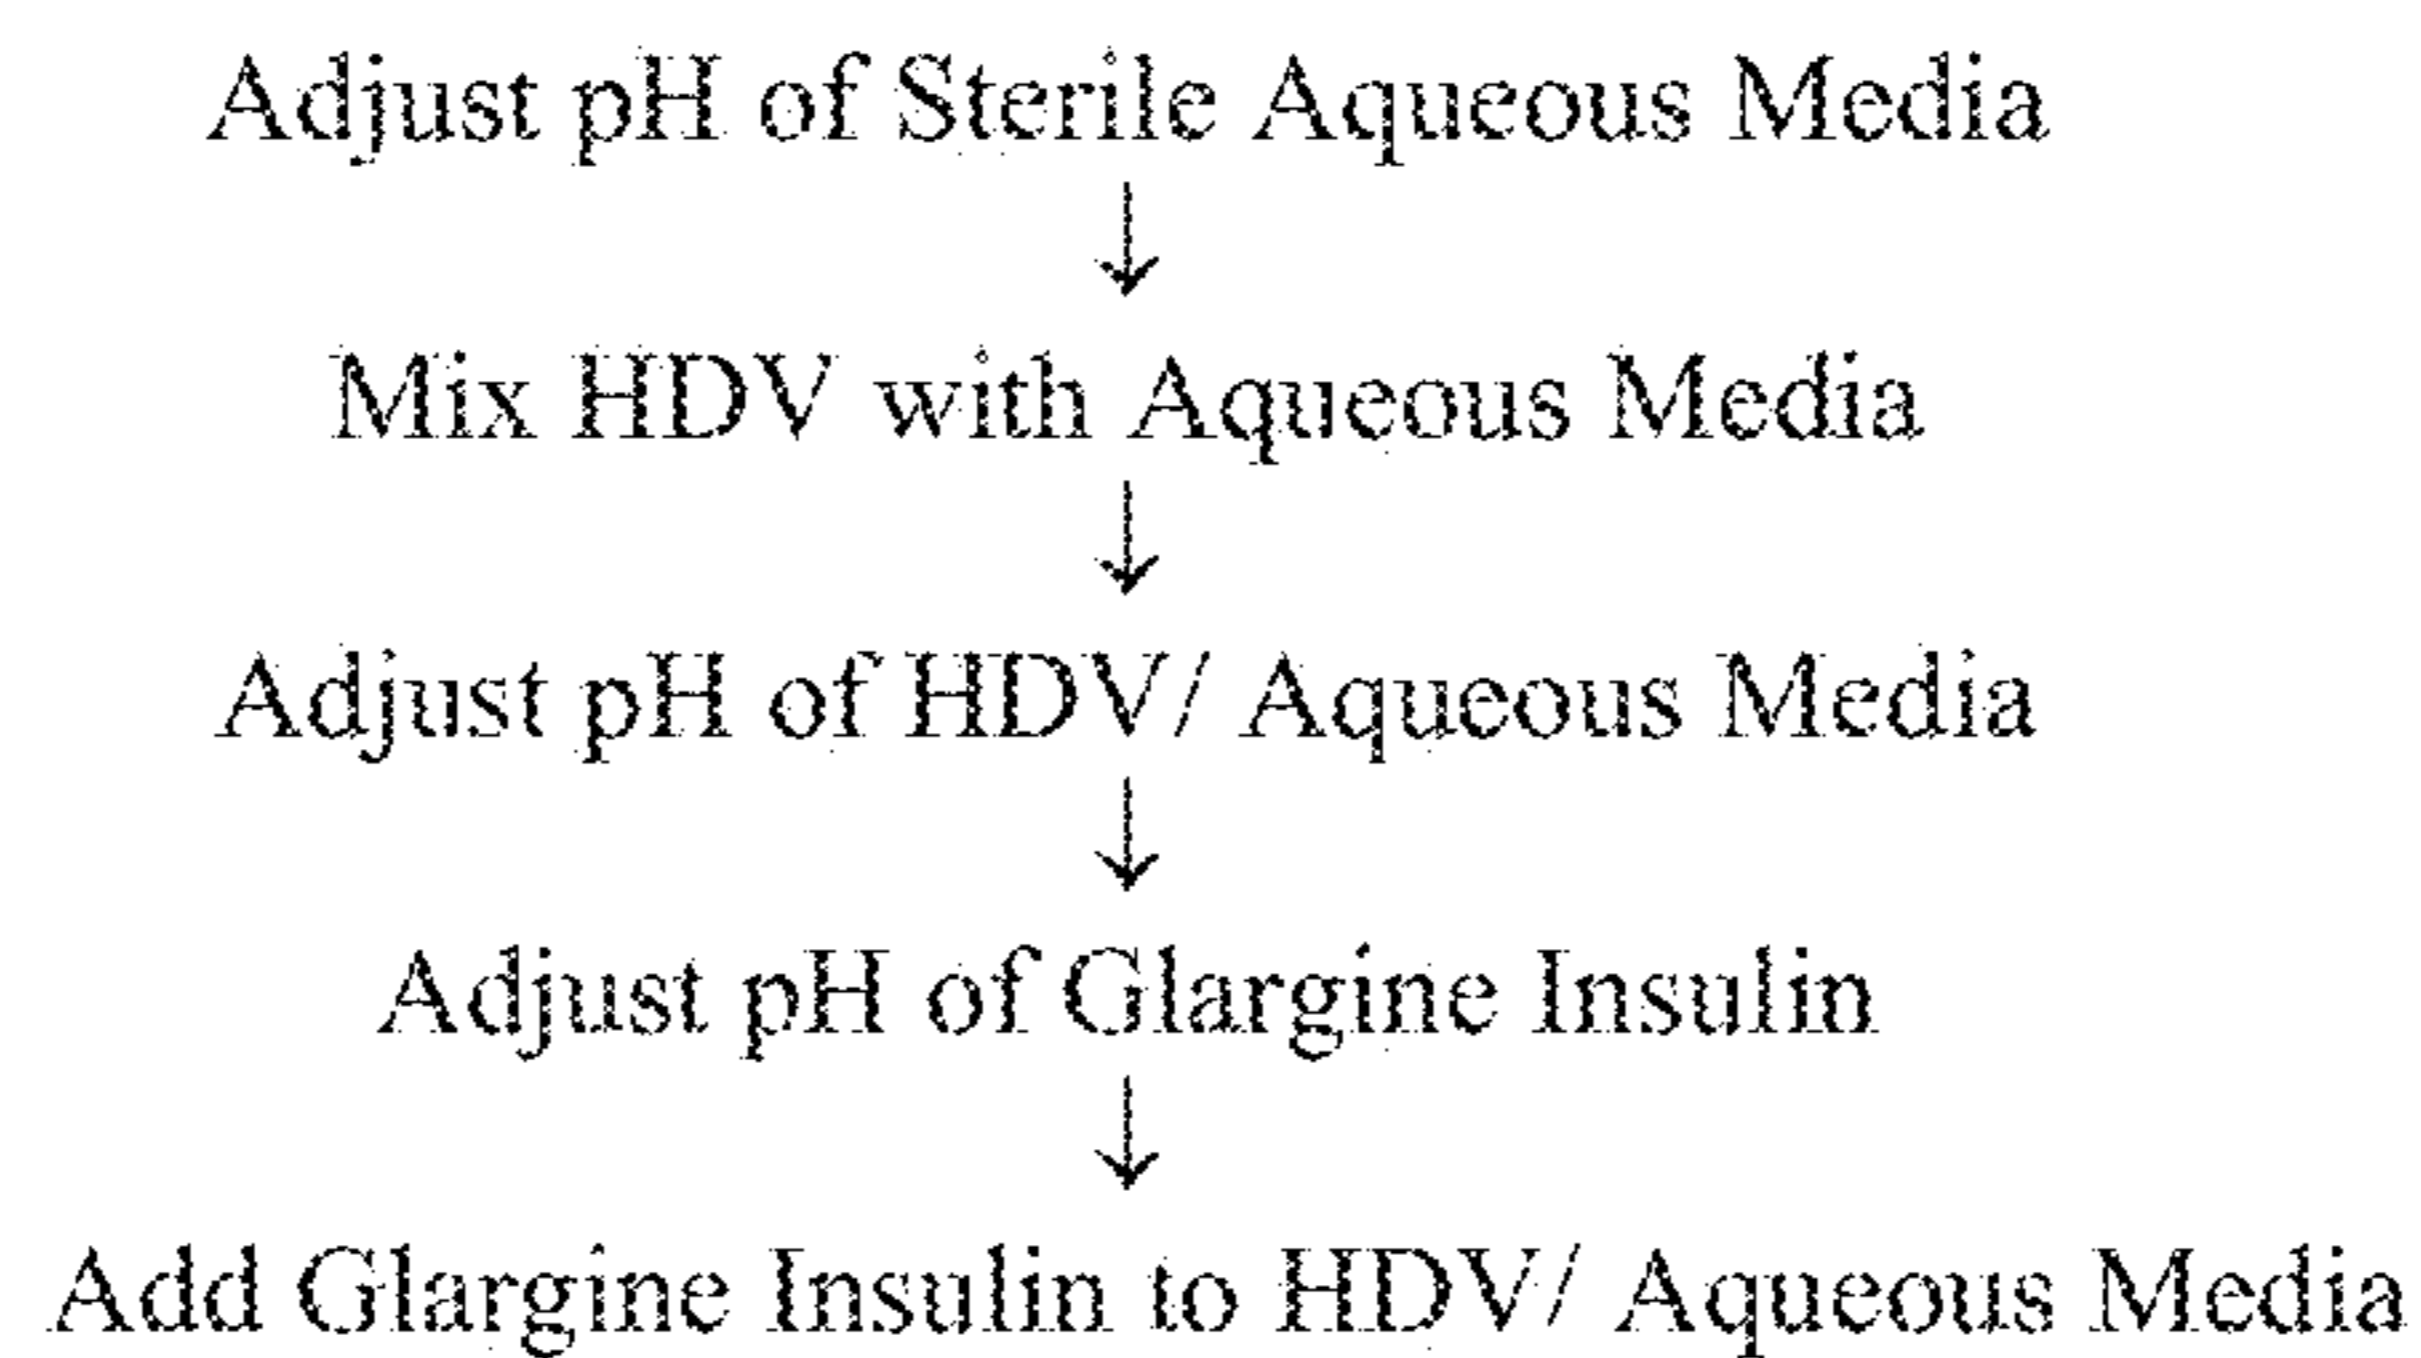 Adjust pH of Sterile Aqueous Media
Mix HDV with Aqueous Media
Adjust pH of HDV/ Aqueous Media
Adjust pH of Glargine Insulin
Add Glargine Insulin to HDV/ Aqueous Media